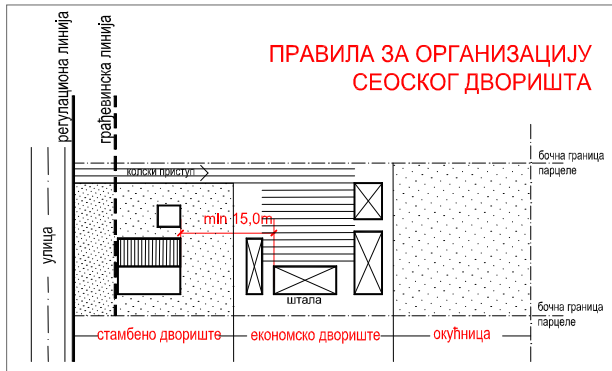 ПРАВИЛА ЗА ОРГАНИЗАЦИЈУ
СЕОСКОГ ДВОРИШТА
регулациона линија
грађевинска линија
улица
колски приступ
бочна граница
парцеле
min 15,0m
штала
бочна граница
парцеле
стамбено двориште
економско двориште
окућница